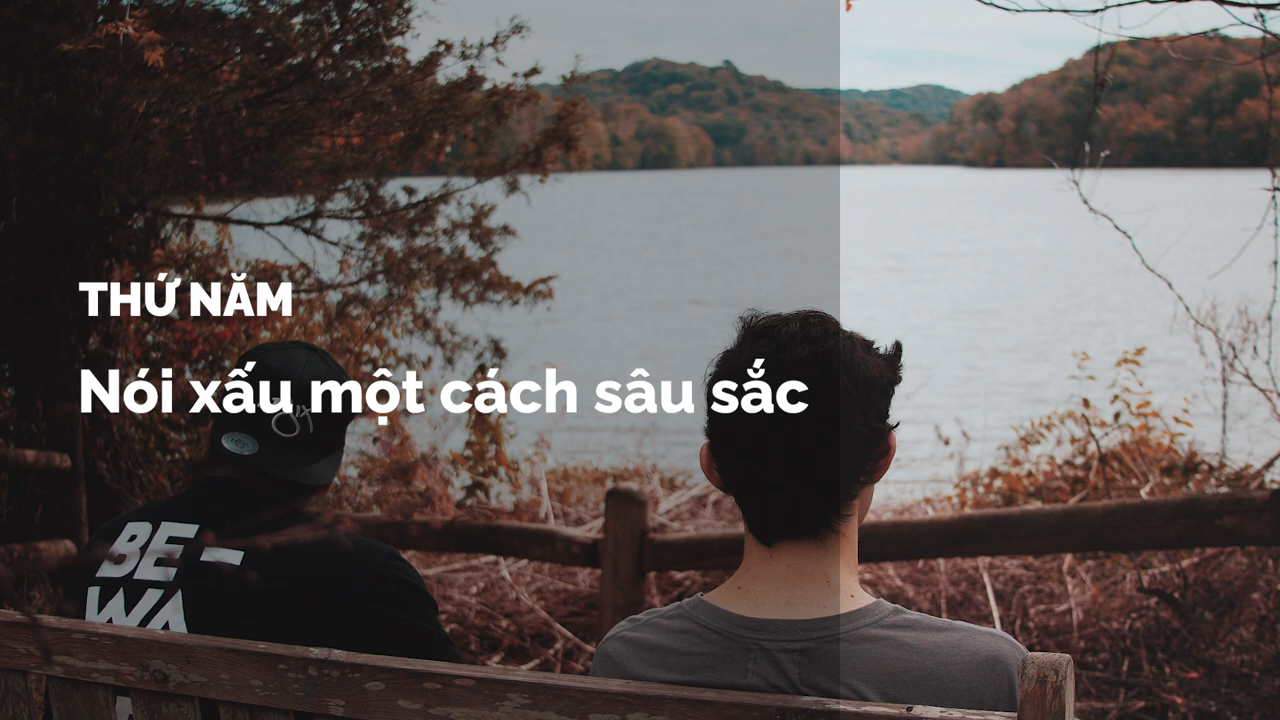 THỨ NĂM
Nói xấu một cách sâu sắc
BE-
WA